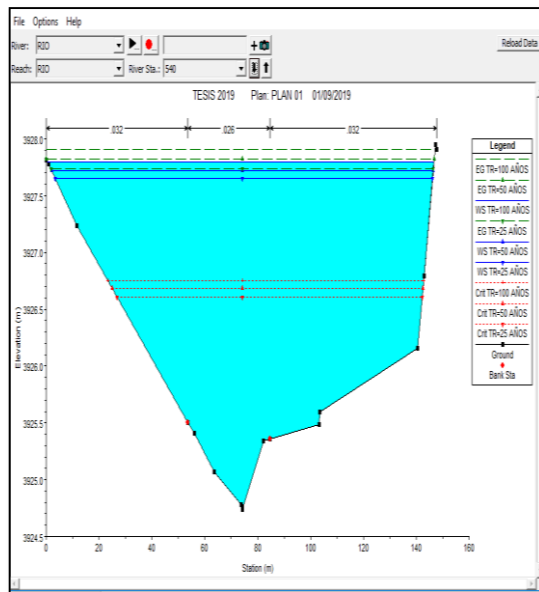 File Options Help
River: RIO
Reload Data
Reach: RIO River Sta.: 540
TESIS 2019 Plan: PLAN 01 01/09/2019
.032 .026 .032
Legend
EG TR=100 AÑOS
EG TR=50 AÑOS
WS TR=100 AÑOS
EG TR=25 AÑOS
WS TR=50 AÑOS
WS TR=25 AÑOS
Crit TR=100 AÑOS
Crit TR=50 AÑOS
Crit TR=25 AÑOS
Ground
Bank Sta
Elevation (m)
3928.0
3927.5
3927.0
3926.5
3926.0
3925.5
3925.0
3924.5
0 20 40 60 80 100 120 140 160
Station (m)